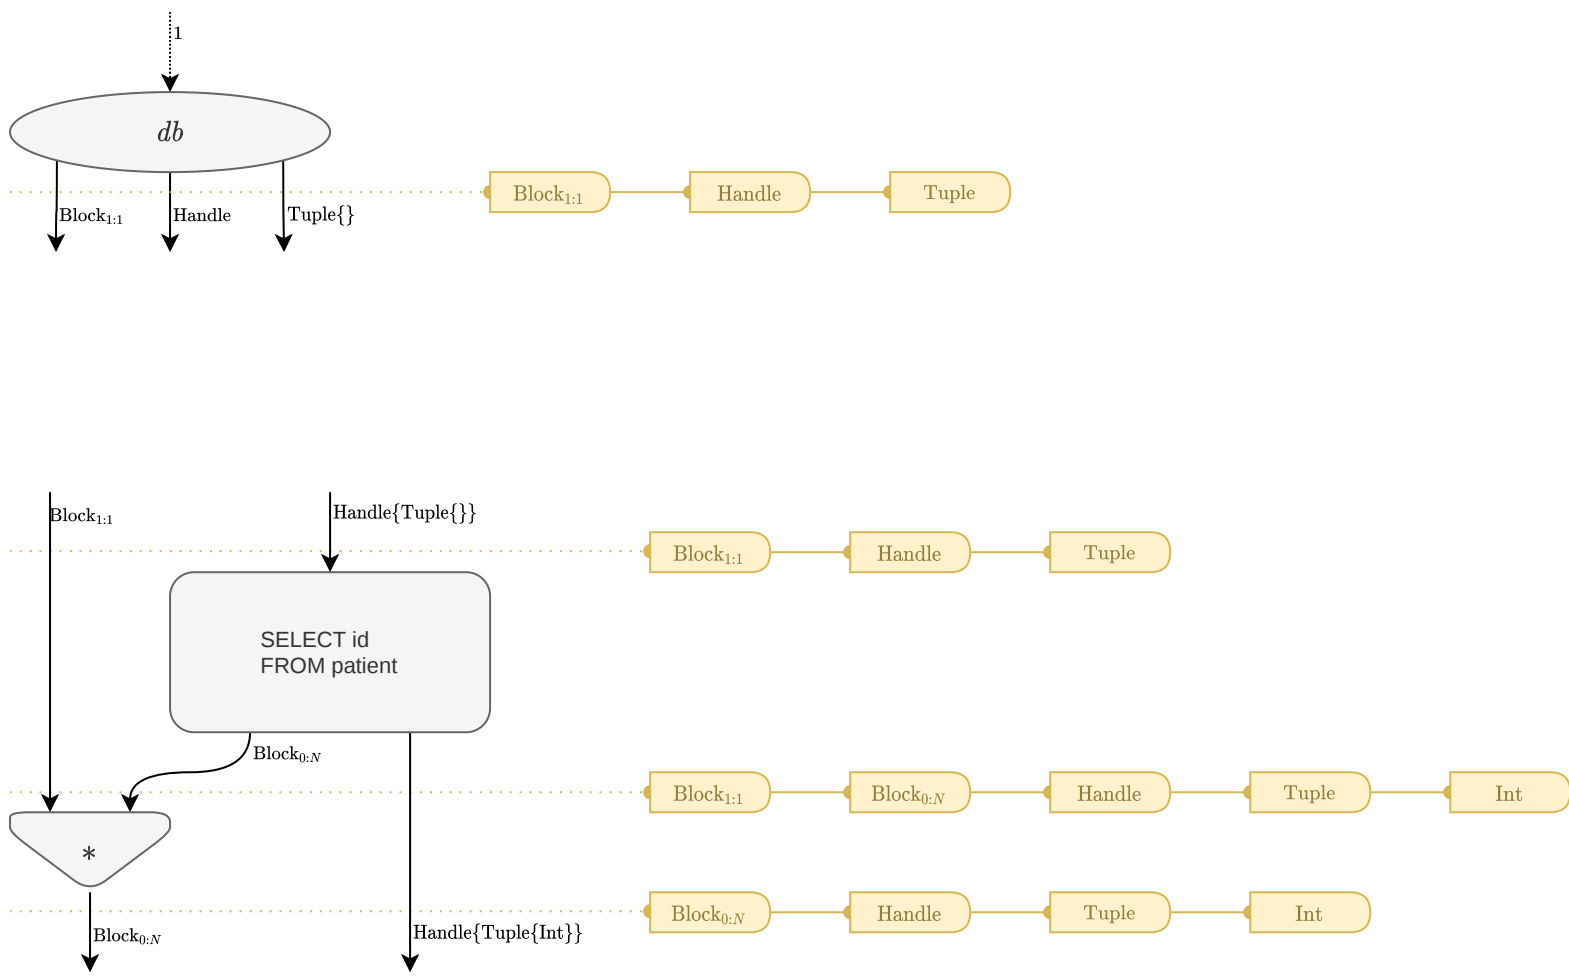 1
db
Block1:1 Handle Tuple
Block1:1 Handle Tuple{}
Block1:1 Handle{Tuple{}}
Block1:1 Handle Tuple
SELECT id
FROM patient
Block0:N
Block1:1 Block0:N Handle Tuple Int
*
Block0:N Handle Tuple Int
Block0:N Handle{Tuple{Int}}